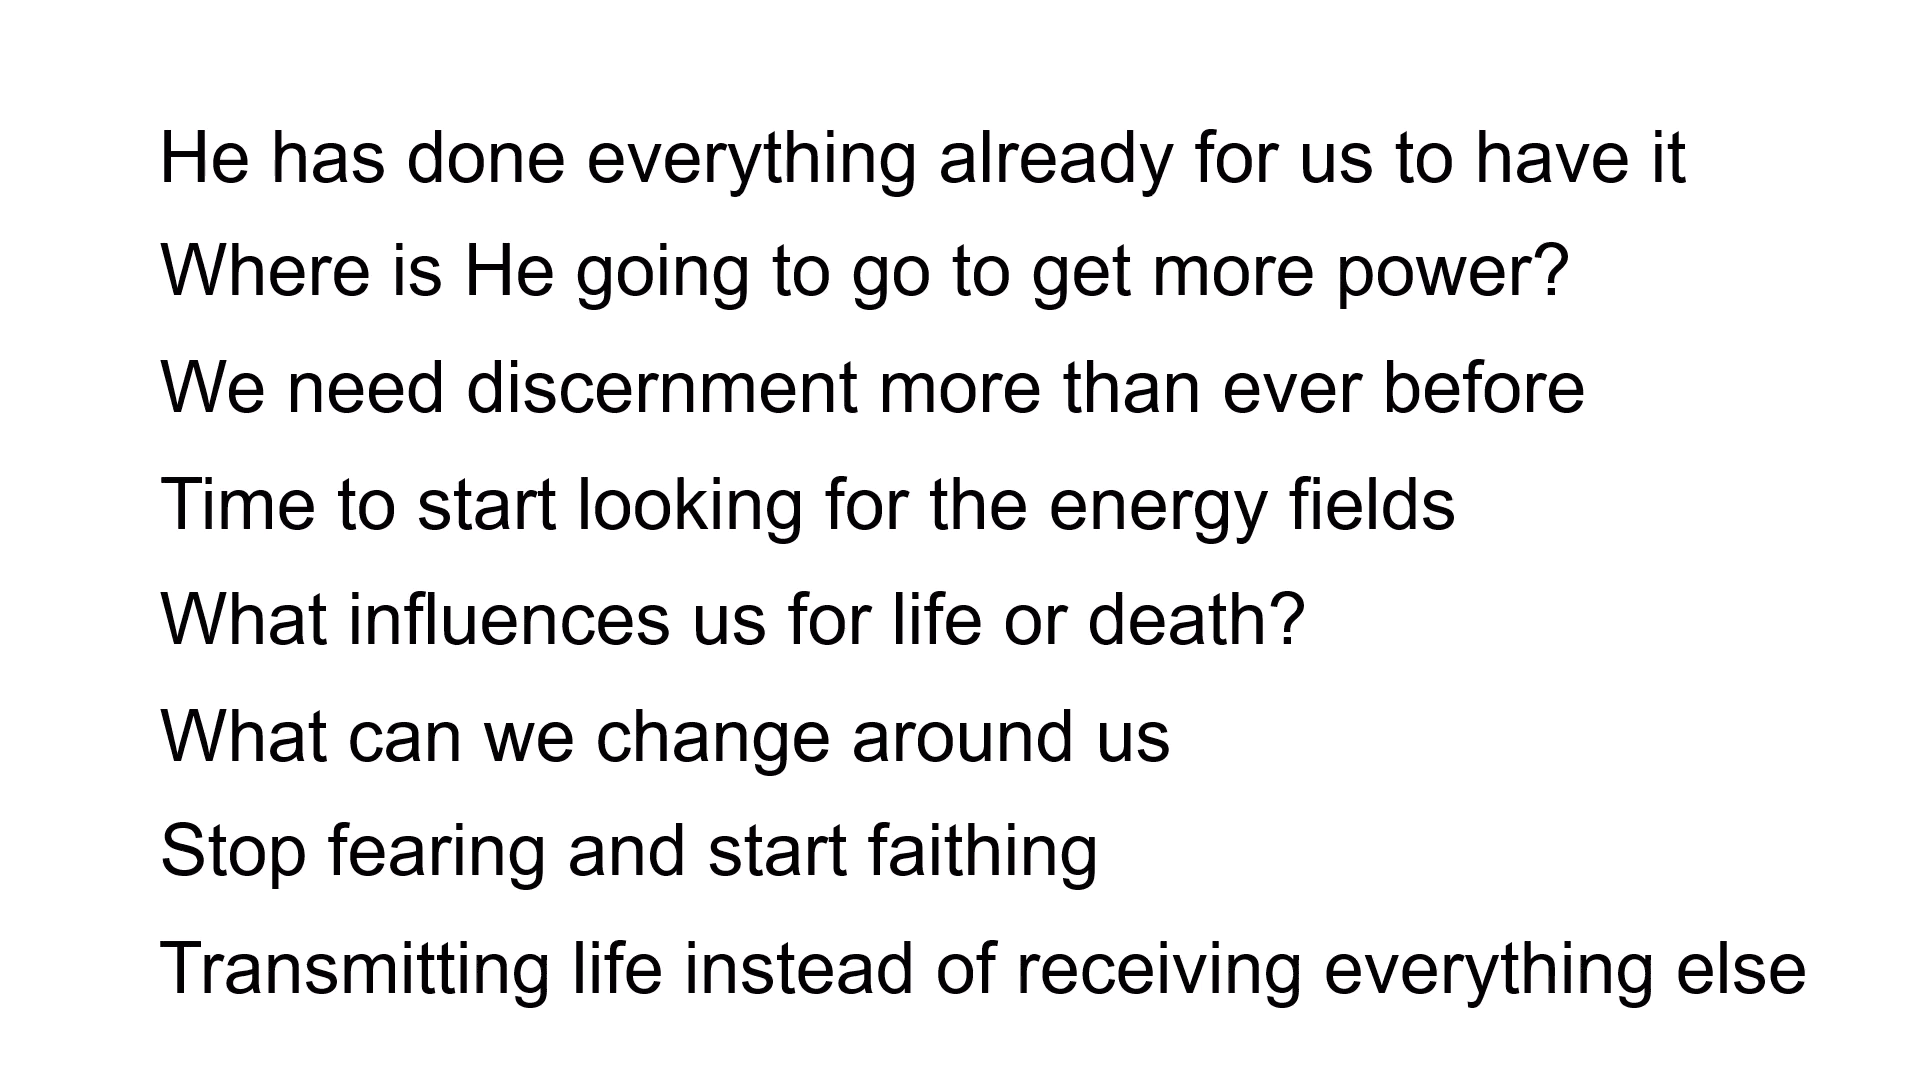 He has done everything already for us to have it
Where is He going to go to get more power?
We need discernment more than ever before
Time to start looking for the energy fields
What influences us for life or death?
What can we change around us
Stop fearing and start faithing
Transmitting life instead of receiving everything else